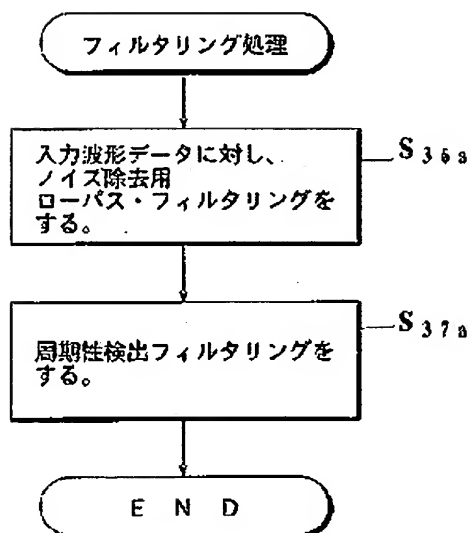 フィルタリング処理
入力波形データに対し、
ノイズ除去用
ローパス・フィルタリングを
する。
S36a
周期性検出フィルタリングを
する。
S37a
E N D